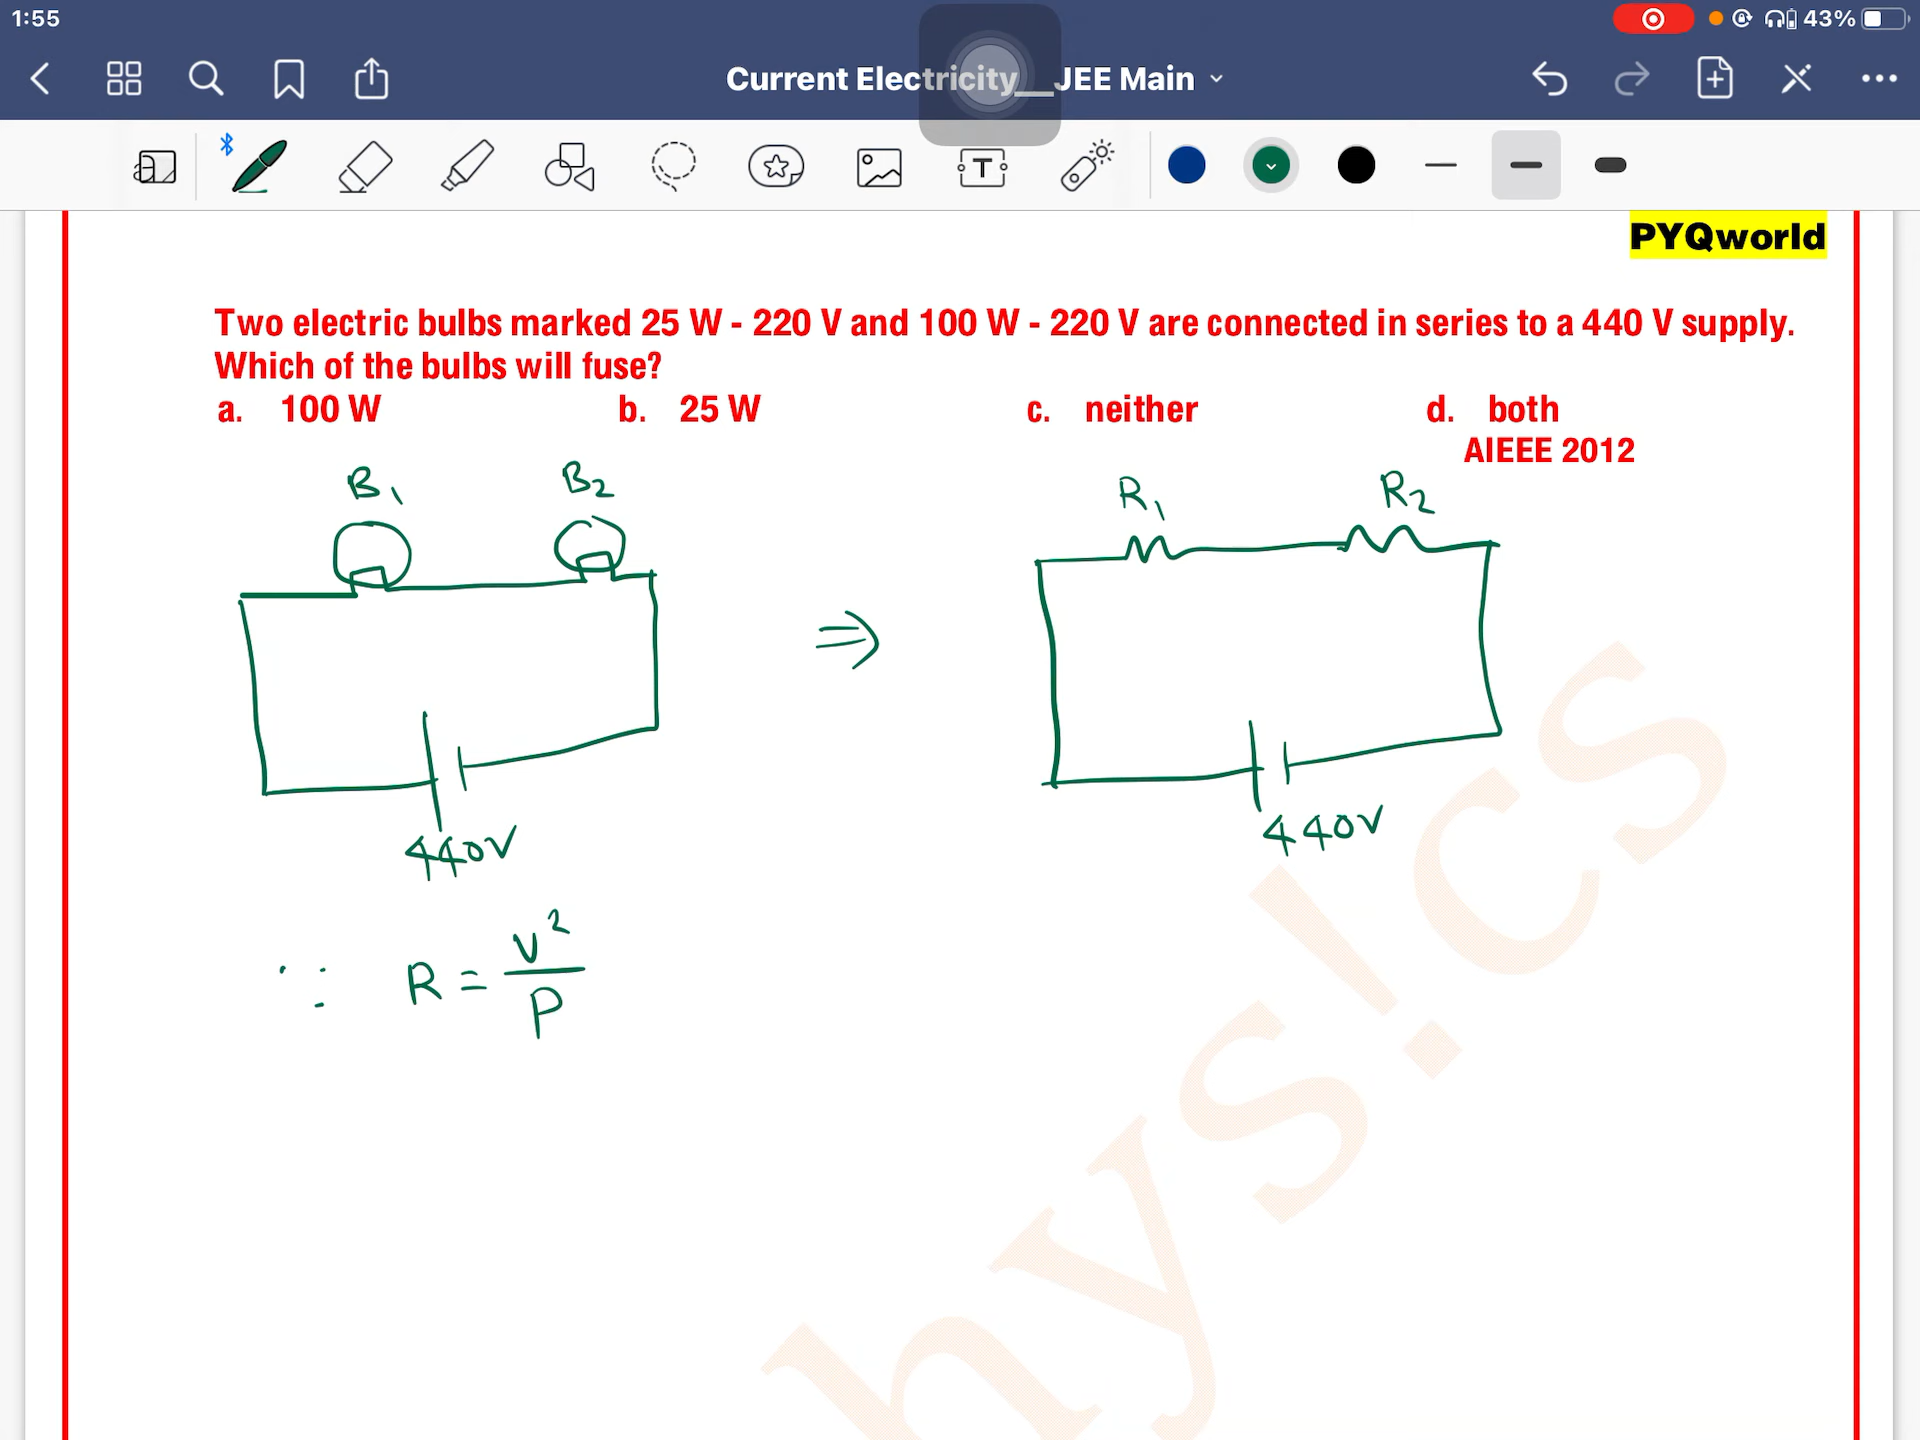 1:55
43%
Current Electricity__JEE Main
PYQworld
Two electric bulbs marked 25 W - 220 V and 100 W - 220 V are connected in series to a 440 V supply.
Which of the bulbs will fuse?
a. 100 W b. 25 W c. neither d. both
AIEEE 2012
B1 B2
R1 R2
⇒
440V
440V
∵ R = V²/P
hys!cs